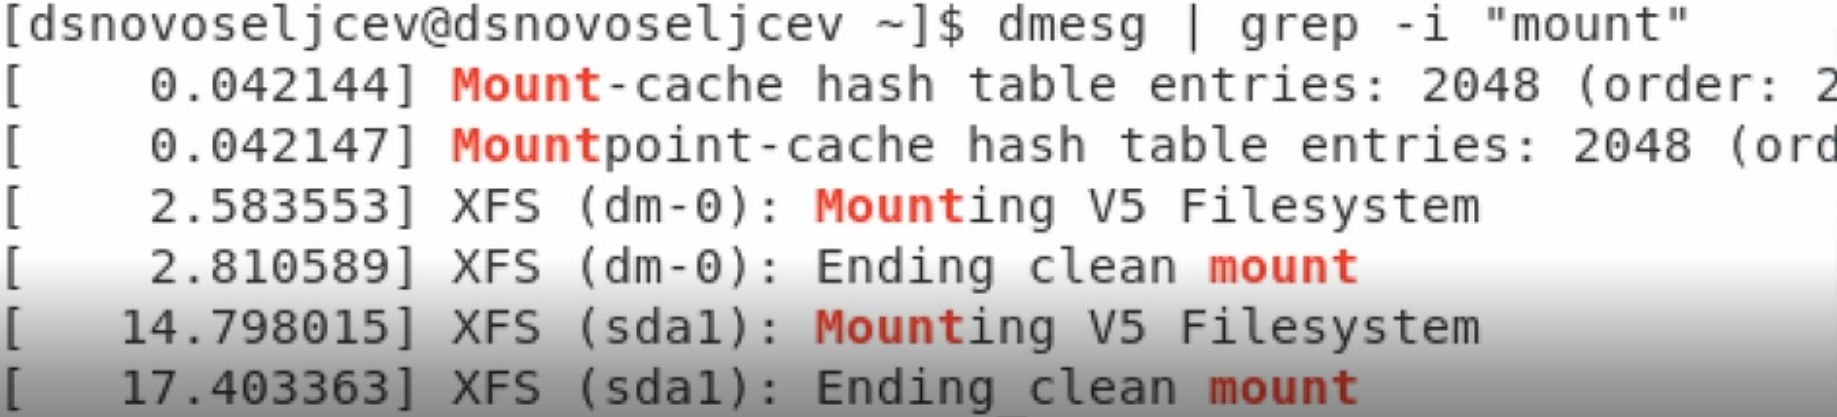 [dsnovoseljcev@dsnovoseljcev ~]$ dmesg | grep -i "mount"
[    0.042144] Mount-cache hash table entries: 2048 (order: 2
[    0.042147] Mountpoint-cache hash table entries: 2048 (ord
[    2.583553] XFS (dm-0): Mounting V5 Filesystem
[    2.810589] XFS (dm-0): Ending clean mount
[   14.798015] XFS (sda1): Mounting V5 Filesystem
[   17.403363] XFS (sda1): Ending clean mount